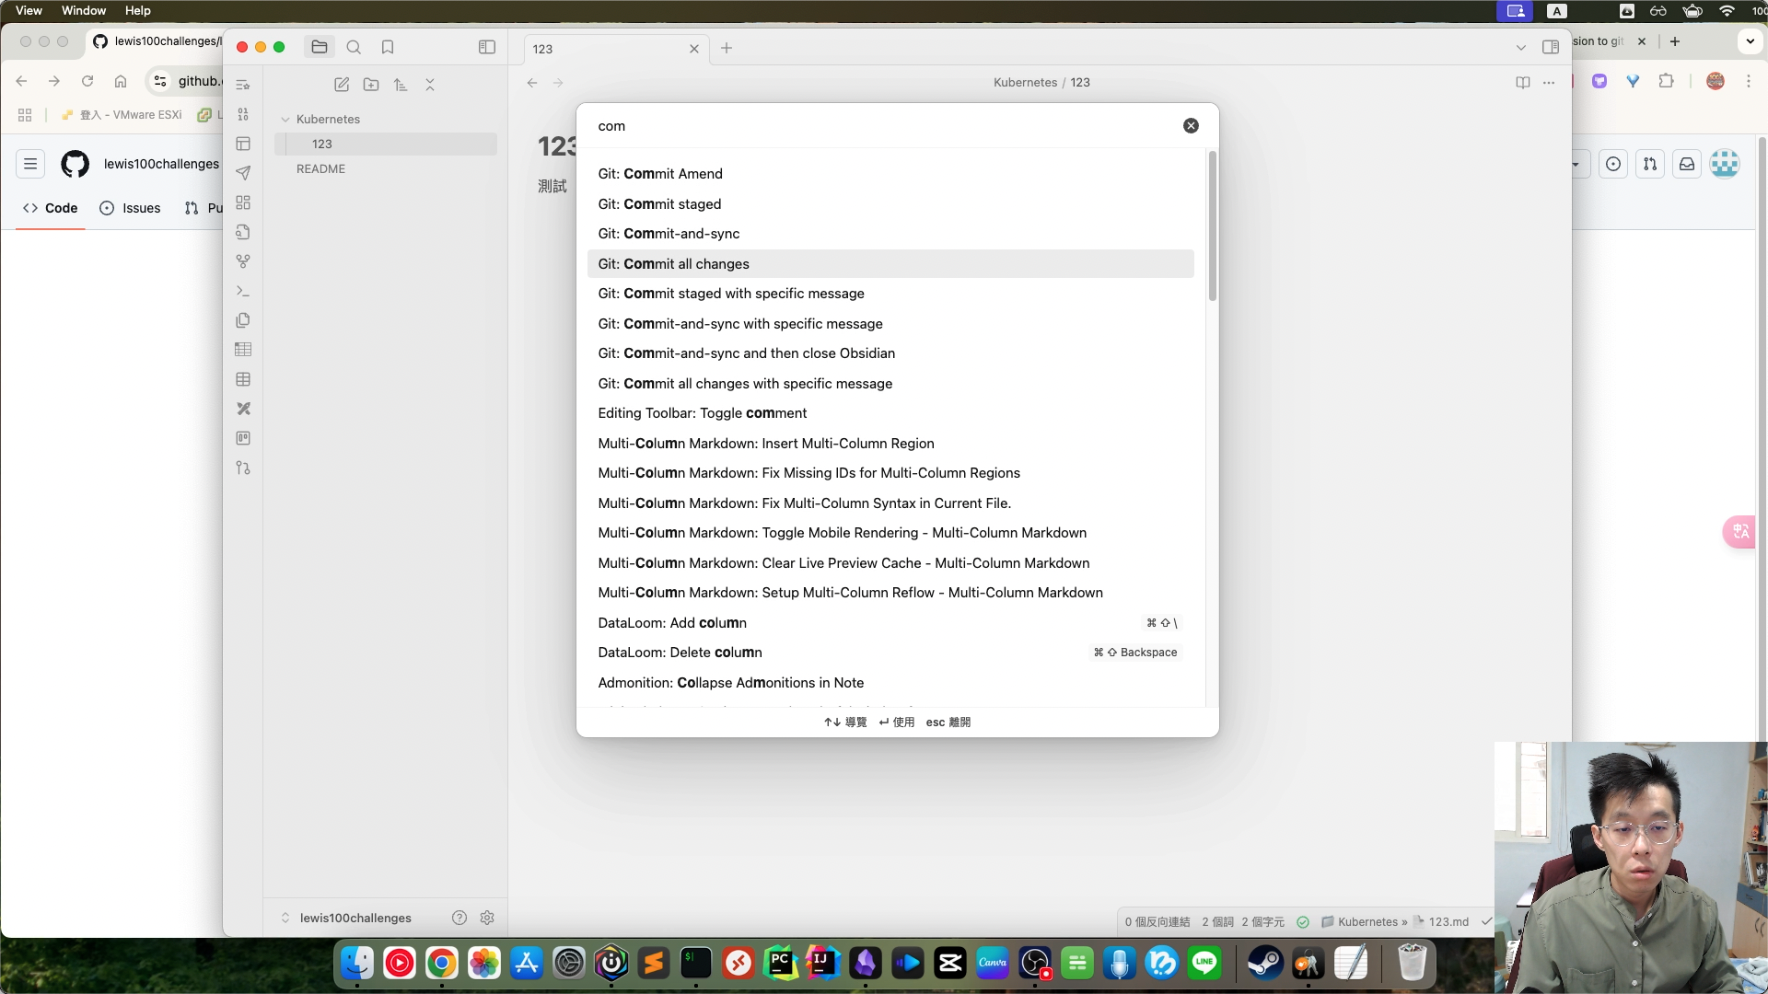 View Window Help
A
100
lewis100challenges/l
123
ssion to git
github.c
Kubernetes / 123
登入 - VMware ESXi
lewis100challenges
Code
Issues
Pu
Kubernetes
123
README
123
測試
com
Git: Commit Amend
Git: Commit staged
Git: Commit-and-sync
Git: Commit all changes
Git: Commit staged with specific message
Git: Commit-and-sync with specific message
Git: Commit-and-sync and then close Obsidian
Git: Commit all changes with specific message
Editing Toolbar: Toggle comment
Multi-Column Markdown: Insert Multi-Column Region
Multi-Column Markdown: Fix Missing IDs for Multi-Column Regions
Multi-Column Markdown: Fix Multi-Column Syntax in Current File.
Multi-Column Markdown: Toggle Mobile Rendering - Multi-Column Markdown
Multi-Column Markdown: Clear Live Preview Cache - Multi-Column Markdown
Multi-Column Markdown: Setup Multi-Column Reflow - Multi-Column Markdown
DataLoom: Add column ⌘ ⇧ \
DataLoom: Delete column ⌘ ⇧ Backspace
Admonition: Collapse Admonitions in Note
↑↓ 導覽 ↵ 使用 esc 離開
lewis100challenges
0 個反向連結 2 個詞 2 個字元 Kubernetes » 123.md
PC
IJ
Canva
LINE